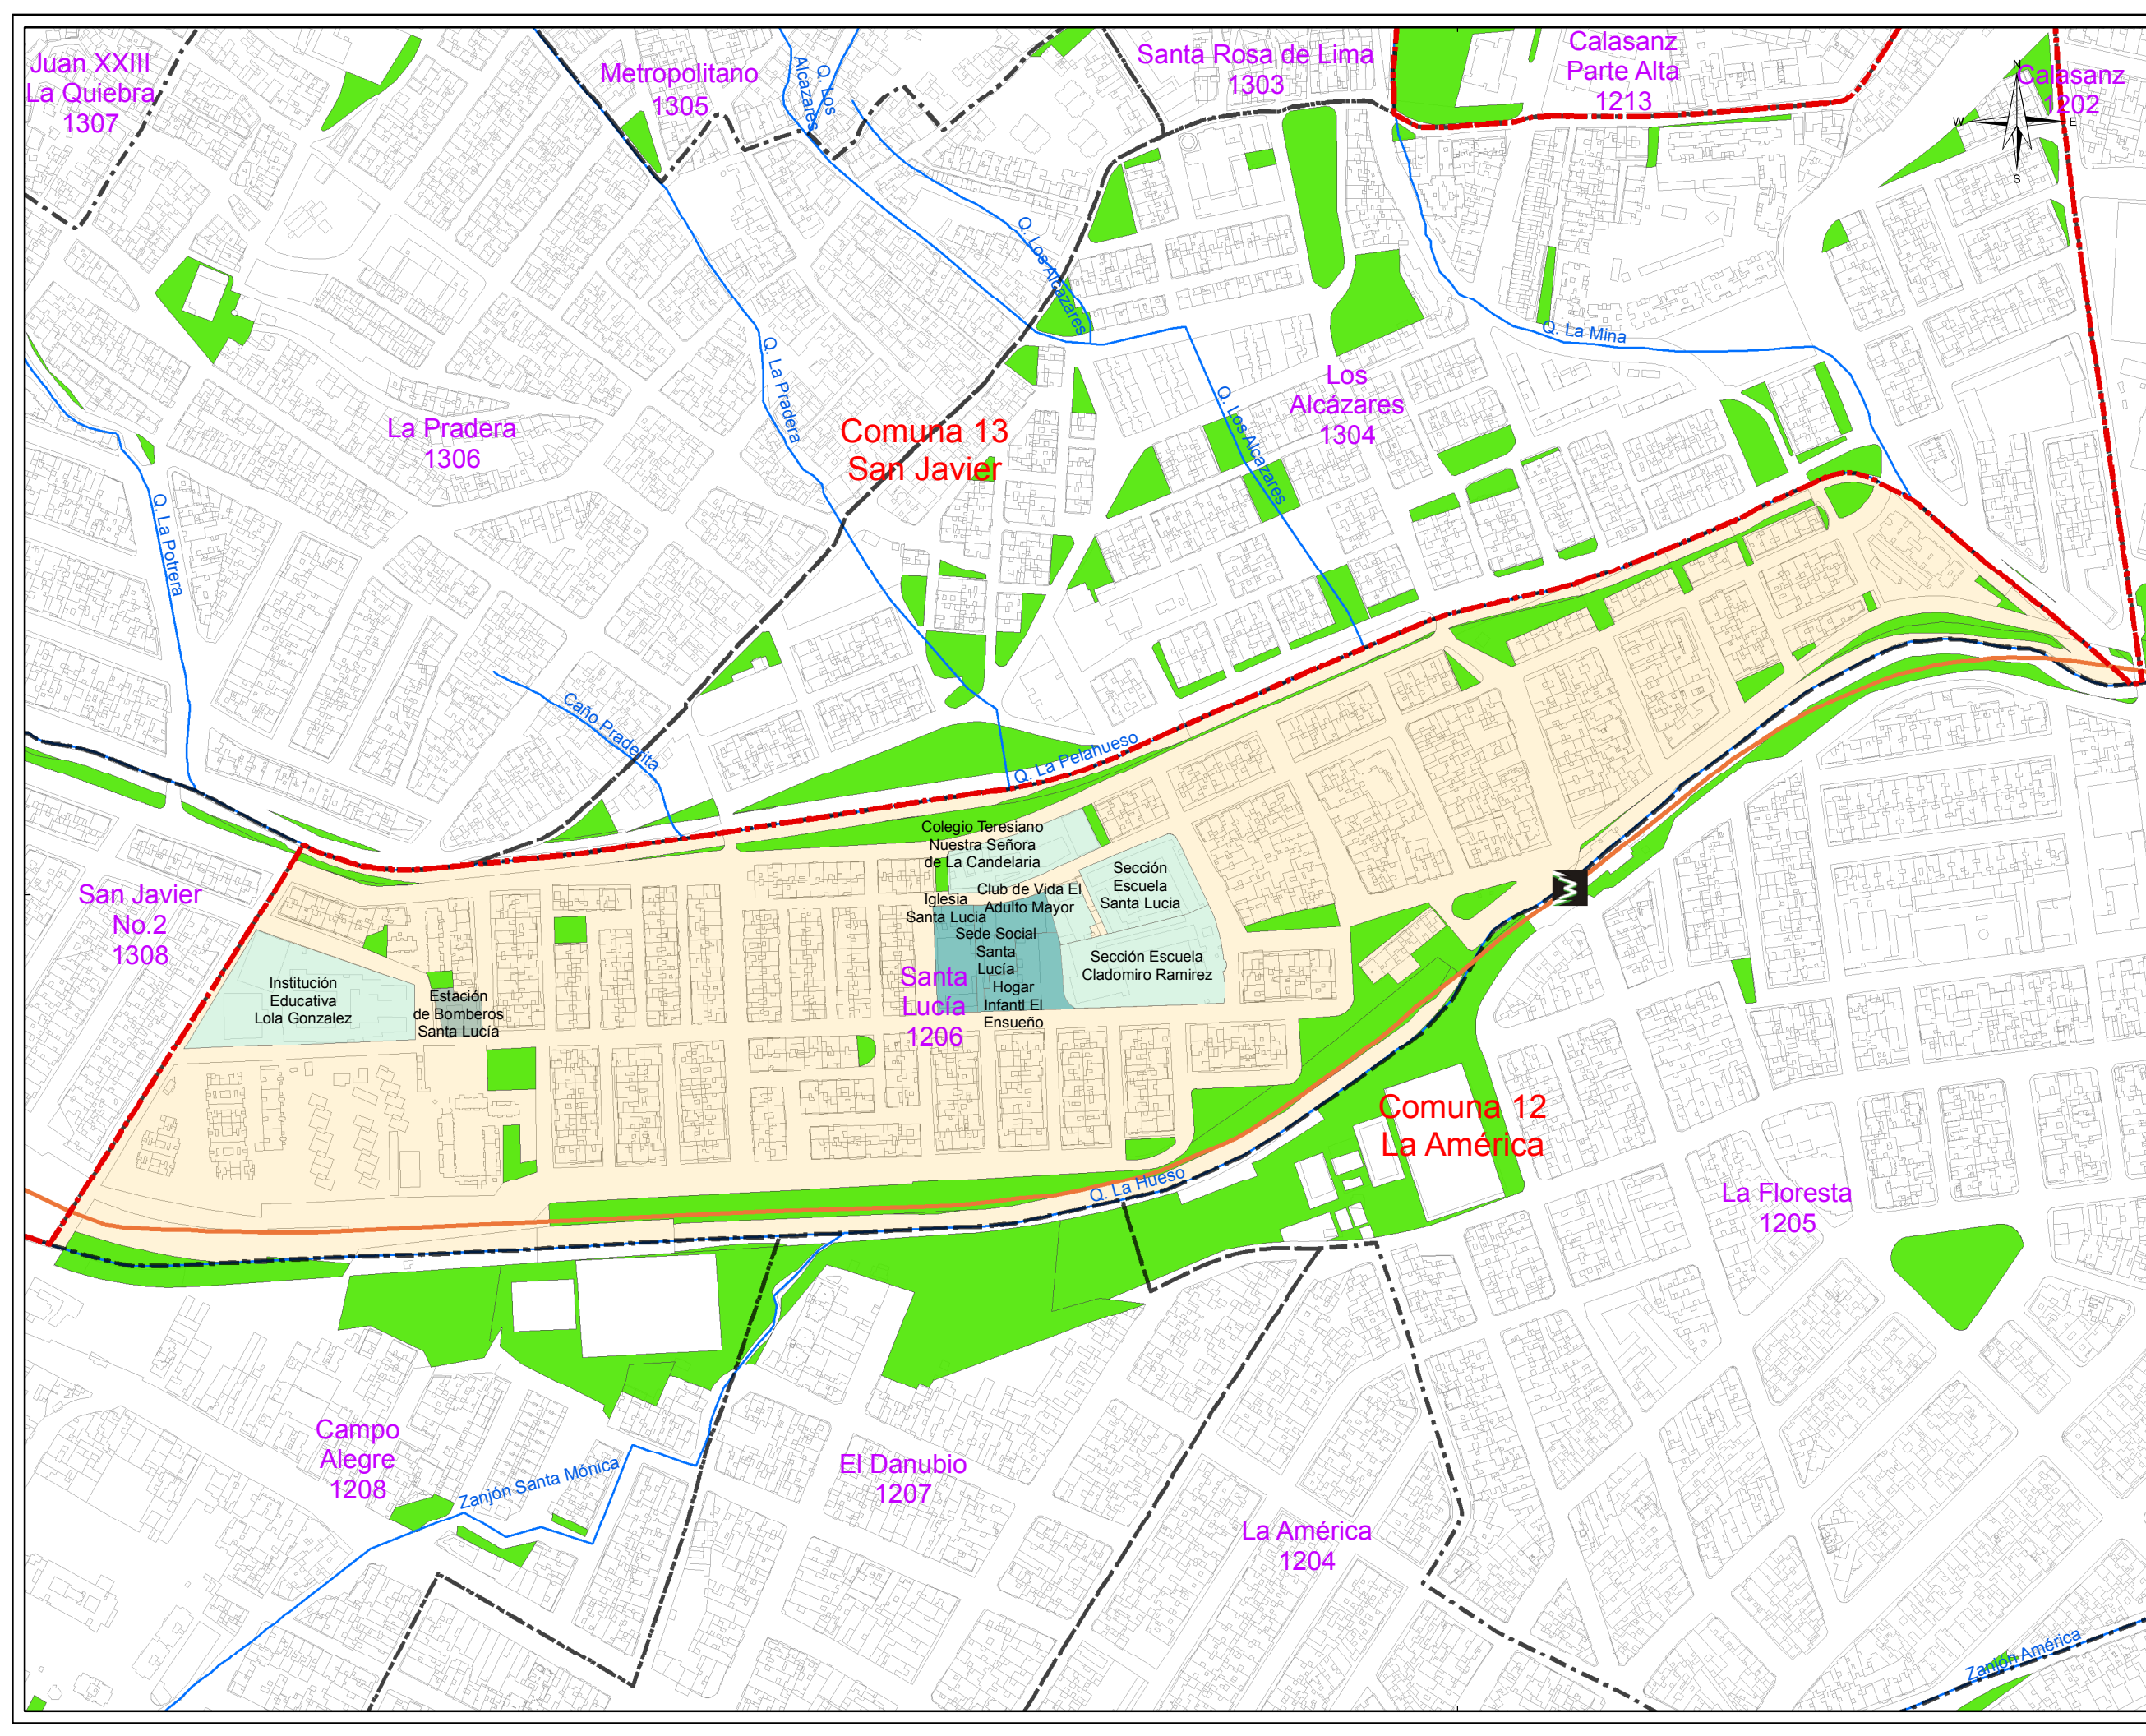 Juan XXIII
La Quiebra
1307
Metropolitano
1305
Q. Los
Alcazares
Santa Rosa de Lima
1303
Calasanz
Parte Alta
1213
Calasanz
1202
N
W
E
S
Q. Los Alcazares
Q. La Mina
Q. La Pradera
Los
Alcázares
1304
Q. Los Alcazares
La Pradera
1306
Comuna 13
San Javier
Q. La Potrera
Caño Praderita
Q. La Pelahueso
Colegio Teresiano
Nuestra Señora
de La Candelaria
Sección
Escuela
Santa Lucia
Club de Vida El
Adulto Mayor
Iglesia
Santa Lucia
Sede Social
Santa
Lucía
Hogar
Infantl El
Ensueño
Sección Escuela
Cladomiro Ramirez
San Javier
No.2
1308
Institución
Educativa
Lola Gonzalez
Estación
de Bomberos
Santa Lucía
Santa
Lucía
1206
Comuna 12
La América
Q. La Hueso
La Floresta
1205
Campo
Alegre
1208
Zanjón Santa Mónica
El Danubio
1207
La América
1204
Zanjón América